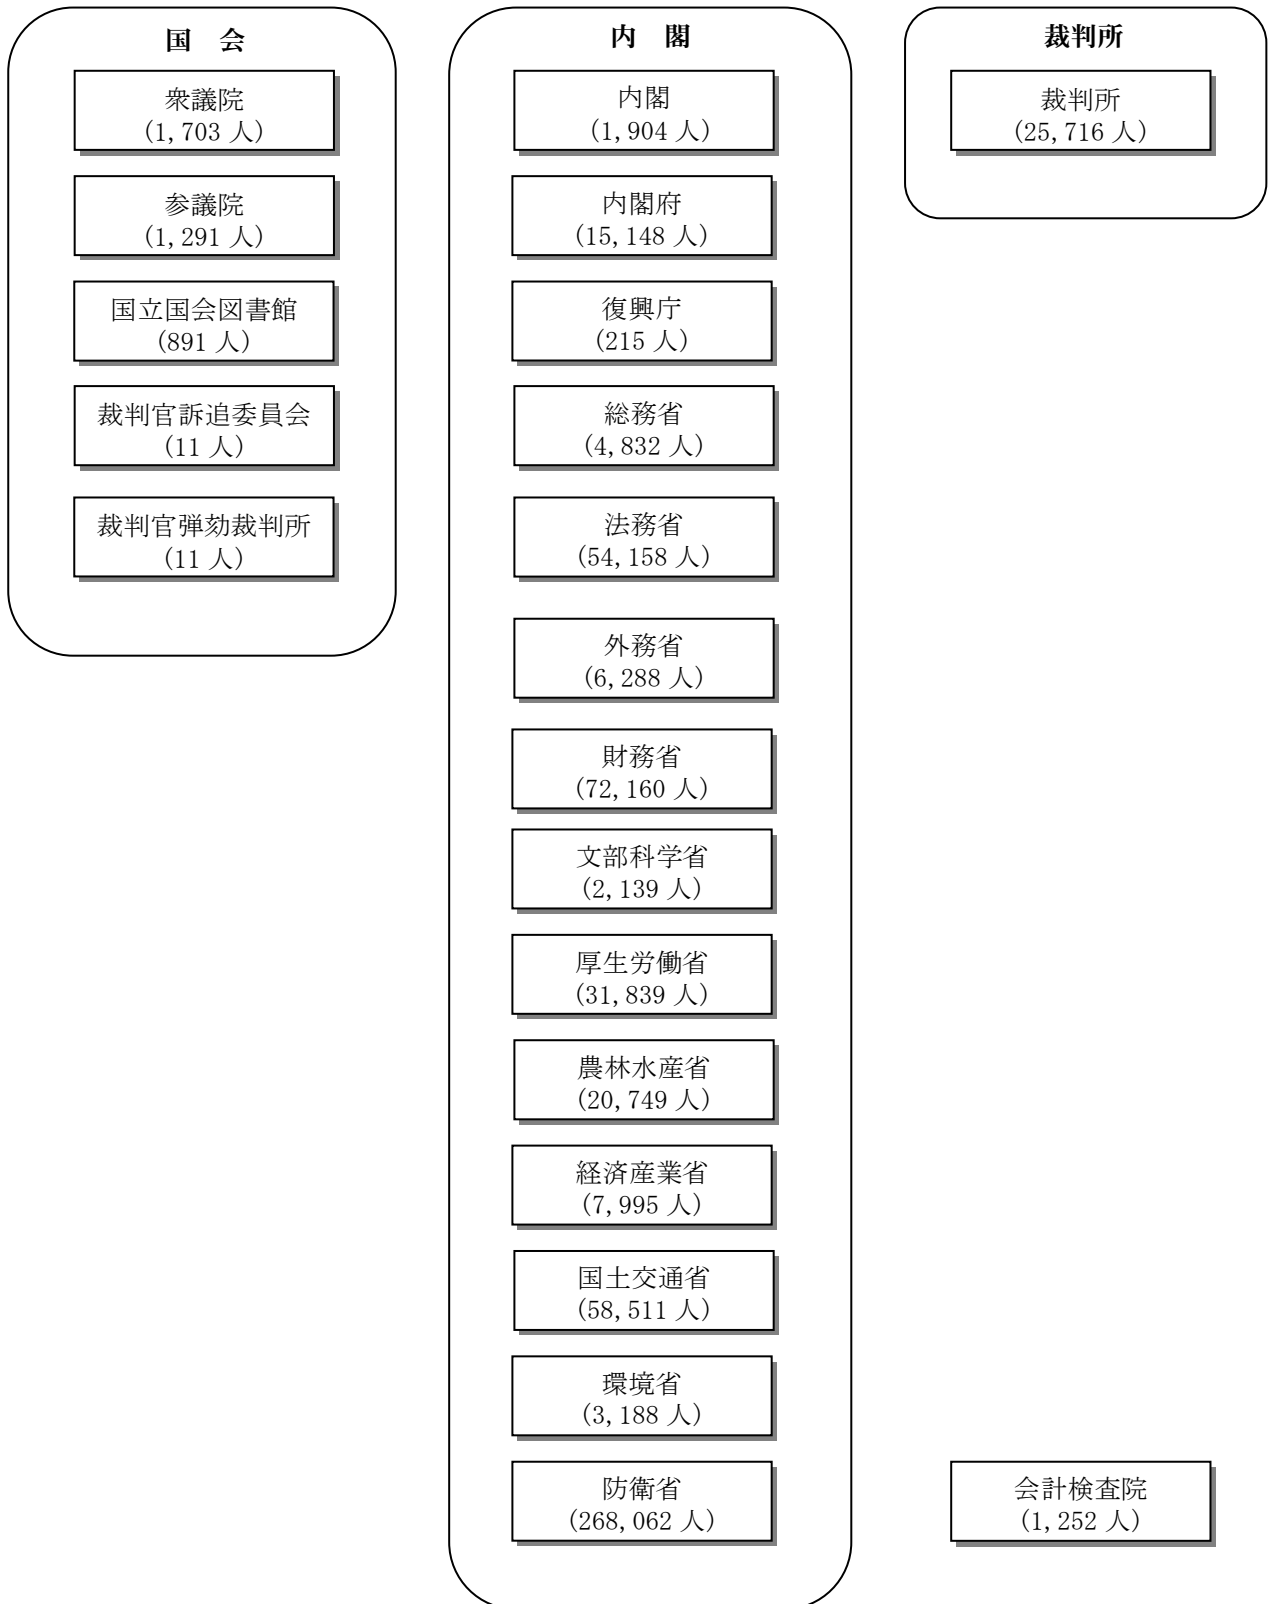 国 会
衆議院
(1,703 人)
参議院
(1,291 人)
国立国会図書館
(891 人)
裁判官訴追委員会
(11 人)
裁判官弾劾裁判所
(11 人)
内 閣
内閣
(1,904 人)
内閣府
(15,148 人)
復興庁
(215 人)
総務省
(4,832 人)
法務省
(54,158 人)
外務省
(6,288 人)
財務省
(72,160 人)
文部科学省
(2,139 人)
厚生労働省
(31,839 人)
農林水産省
(20,749 人)
経済産業省
(7,995 人)
国土交通省
(58,511 人)
環境省
(3,188 人)
防衛省
(268,062 人)
裁判所
裁判所
(25,716 人)
会計検査院
(1,252 人)